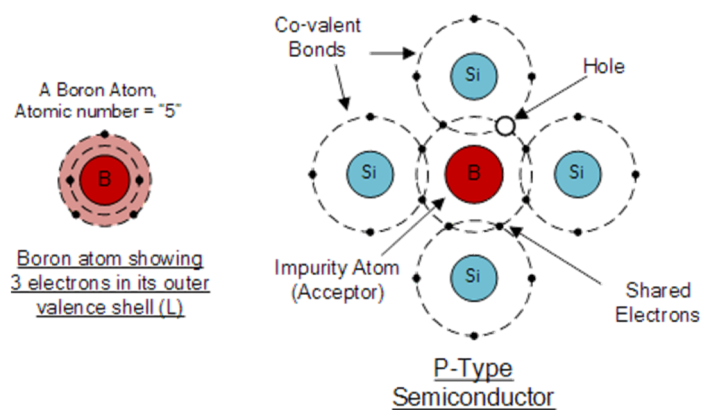 Co-valent
Bonds
Si
Hole
A Boron Atom,
Atomic number = "5"
B
Si
B
Si
Boron atom showing
3 electrons in its outer
valence shell (L)
Impurity Atom
(Acceptor)
Si
Shared
Electrons
P-Type
Semiconductor